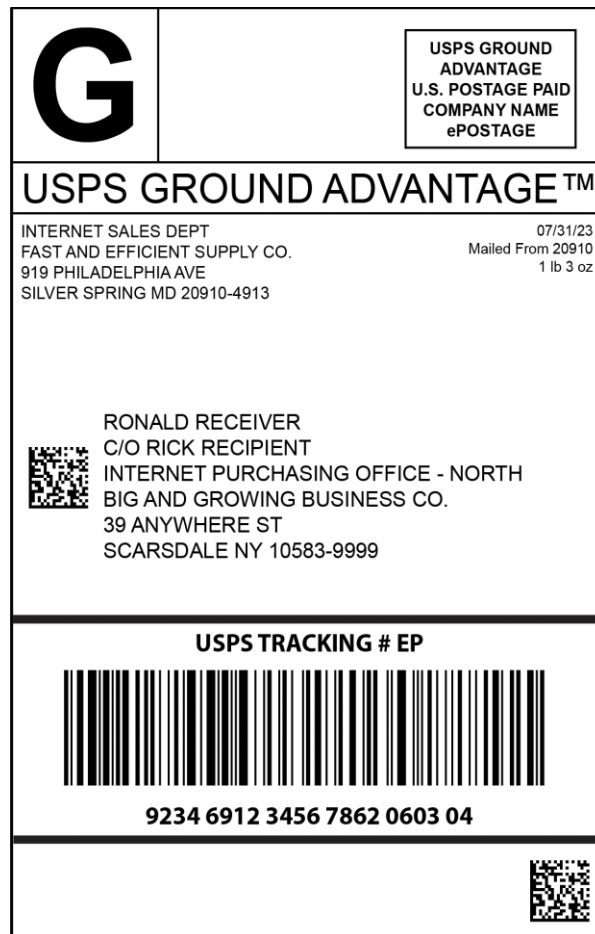 G
USPS GROUND
ADVANTAGE
U.S. POSTAGE PAID
COMPANY NAME
ePOSTAGE
USPS GROUND ADVANTAGE™
INTERNET SALES DEPT
FAST AND EFFICIENT SUPPLY CO.
919 PHILADELPHIA AVE
SILVER SPRING MD 20910-4913
07/31/23
Mailed From 20910
1 lb 3 oz
RONALD RECEIVER
C/O RICK RECIPIENT
INTERNET PURCHASING OFFICE - NORTH
BIG AND GROWING BUSINESS CO.
39 ANYWHERE ST
SCARSDALE NY 10583-9999
USPS TRACKING # EP
9234 6912 3456 7862 0603 04